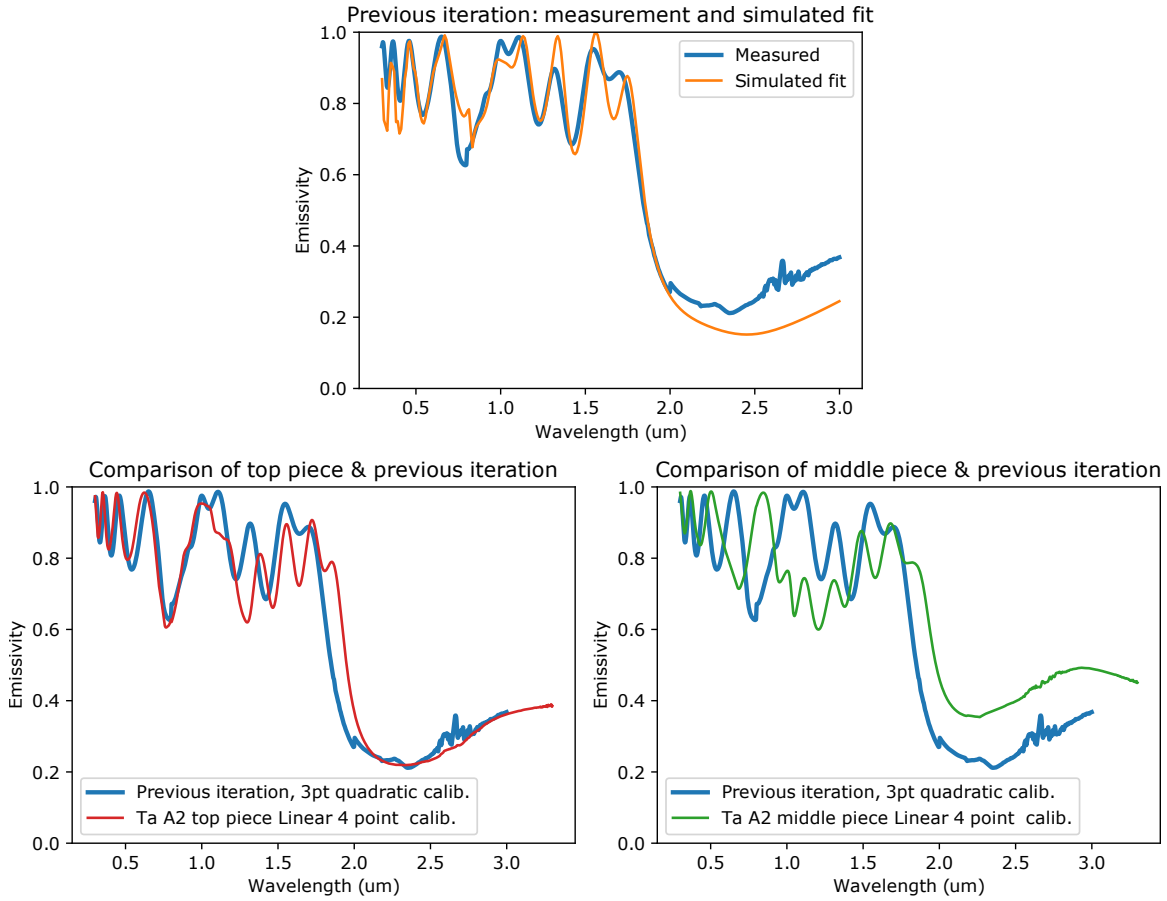 Previous iteration: measurement and simulated fit
1.0
0.8
0.6
0.4
0.2
0.0
Emissivity
Measured
Simulated fit
0.5 1.0 1.5 2.0 2.5 3.0
Wavelength (um)
Comparison of top piece & previous iteration
1.0
0.8
0.6
0.4
0.2
0.0
Emissivity
Previous iteration, 3pt quadratic calib.
Ta A2 top piece Linear 4 point calib.
0.5 1.0 1.5 2.0 2.5 3.0
Wavelength (um)
Comparison of middle piece & previous iteration
1.0
0.8
0.6
0.4
0.2
0.0
Emissivity
Previous iteration, 3pt quadratic calib.
Ta A2 middle piece Linear 4 point calib.
0.5 1.0 1.5 2.0 2.5 3.0
Wavelength (um)